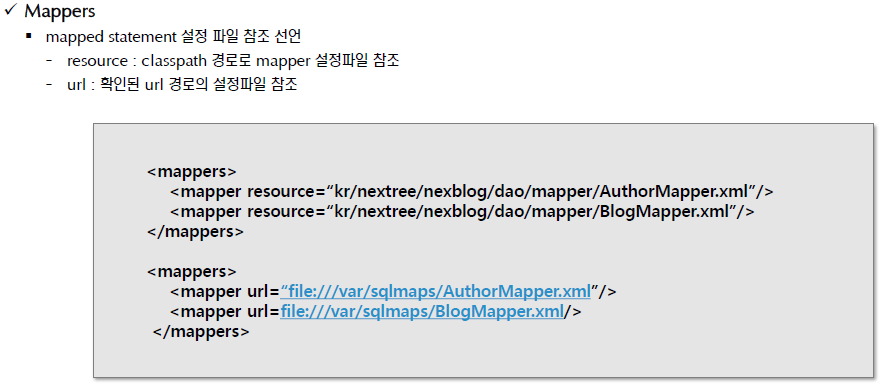 ✓ Mappers
▪ mapped statement 설정 파일 참조 선언
– resource : classpath 경로로 mapper 설정파일 참조
– url : 확인된 url 경로의 설정파일 참조
<mappers>
<mapper resource=“kr/nextree/nexblog/dao/mapper/AuthorMapper.xml”/>
<mapper resource=“kr/nextree/nexblog/dao/mapper/BlogMapper.xml”/>
</mappers>
<mappers>
<mapper url=“file:///var/sqlmaps/AuthorMapper.xml”/>
<mapper url=file:///var/sqlmaps/BlogMapper.xml/>
</mappers>